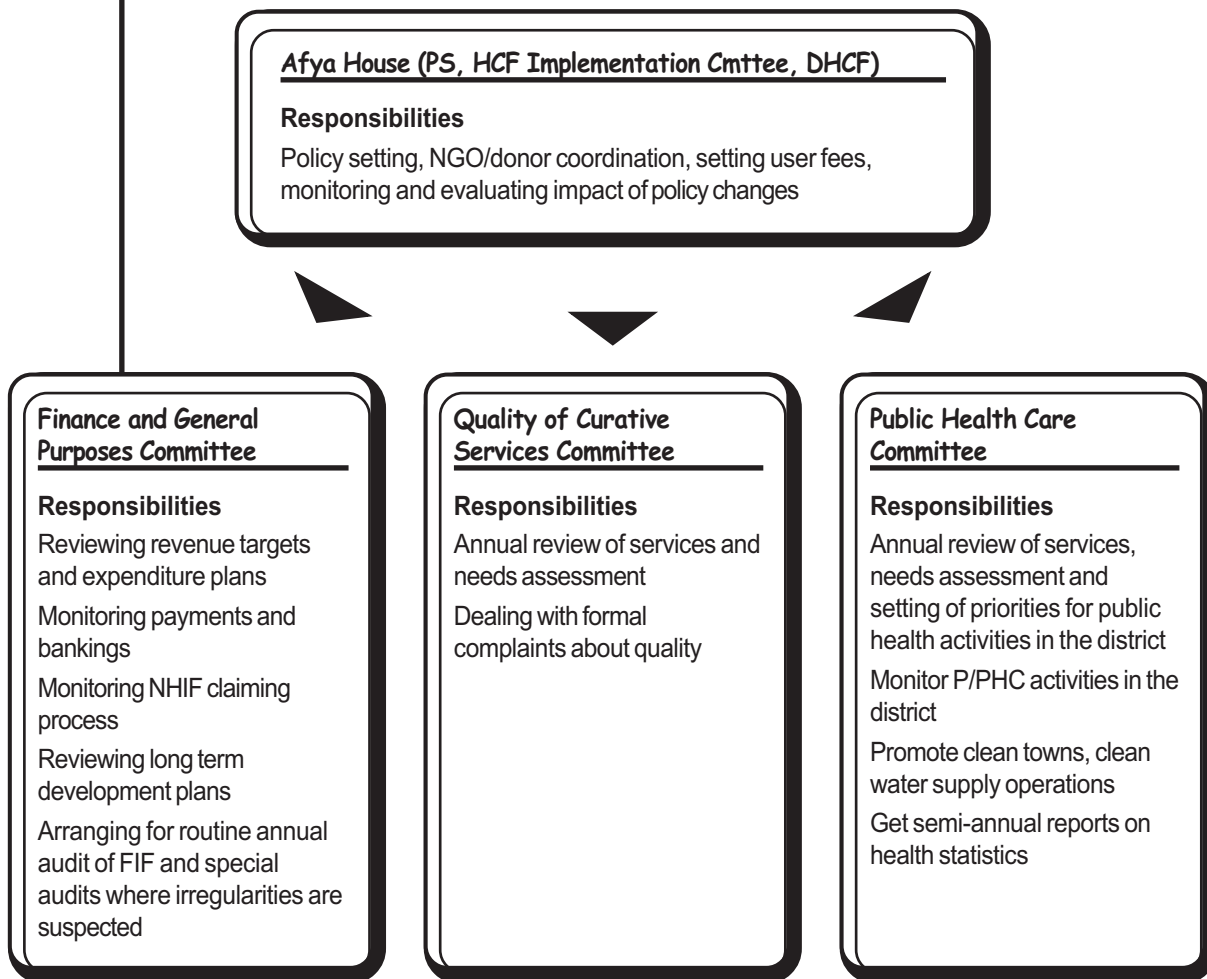 Afya House (PS, HCF Implementation Cmttee, DHCF)
Responsibilities
Policy setting, NGO/donor coordination, setting user fees,
monitoring and evaluating impact of policy changes
Finance and General
Purposes Committee
Responsibilities
Reviewing revenue targets
and expenditure plans
Monitoring payments and
bankings
Monitoring NHIF claiming
process
Reviewing long term
development plans
Arranging for routine annual
audit of FIF and special
audits where irregularities are
suspected
Quality of Curative
Services Committee
Responsibilities
Annual review of services and
needs assessment
Dealing with formal
complaints about quality
Public Health Care
Committee
Responsibilities
Annual review of services,
needs assessment and
setting of priorities for public
health activities in the district
Monitor P/PHC activities in the
district
Promote clean towns, clean
water supply operations
Get semi-annual reports on
health statistics